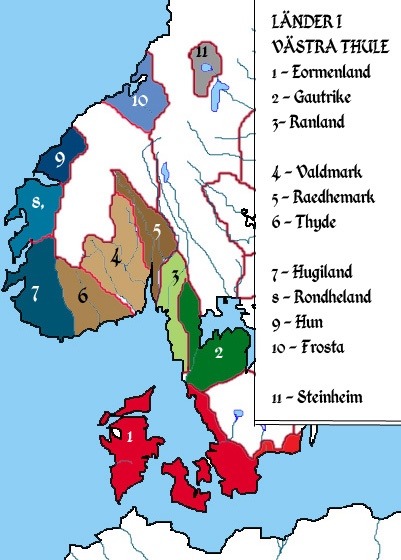 LÄNDER I
VÄSTRA THULE
1 - Eormenland
2 - Gautrike
3- Ranland
4 - Valdmark
5 - Raedhemark
6 - Thyde
7 - Hugiland
8 - Rondheland
9 - Hun
10 - Frosta
11 - Steinheim
11
10
9
8.
5
4
3
7
6
2
1